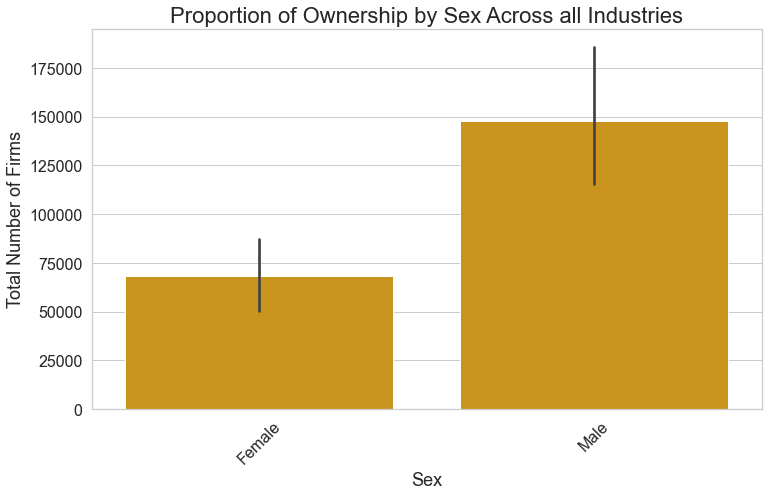 Proportion of Ownership by Sex Across all Industries
Total Number of Firms
175000
150000
125000
100000
75000
50000
25000
0
Female
Male
Sex